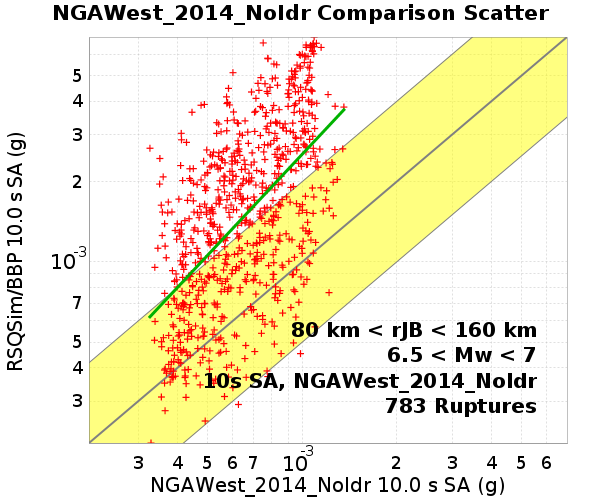 NGAWest_2014_NoIdr Comparison Scatter
RSQSim/BBP 10.0 s SA (g)
5
4
3
2
10-3
7
5
4
3
80 km < rJB < 160 km
6.5 < Mw < 7
10s SA, NGAWest_2014_NoIdr
783 Ruptures
3 4 5 6 7 10-3 2 3 4 5 6
NGAWest_2014_NoIdr 10.0 s SA (g)